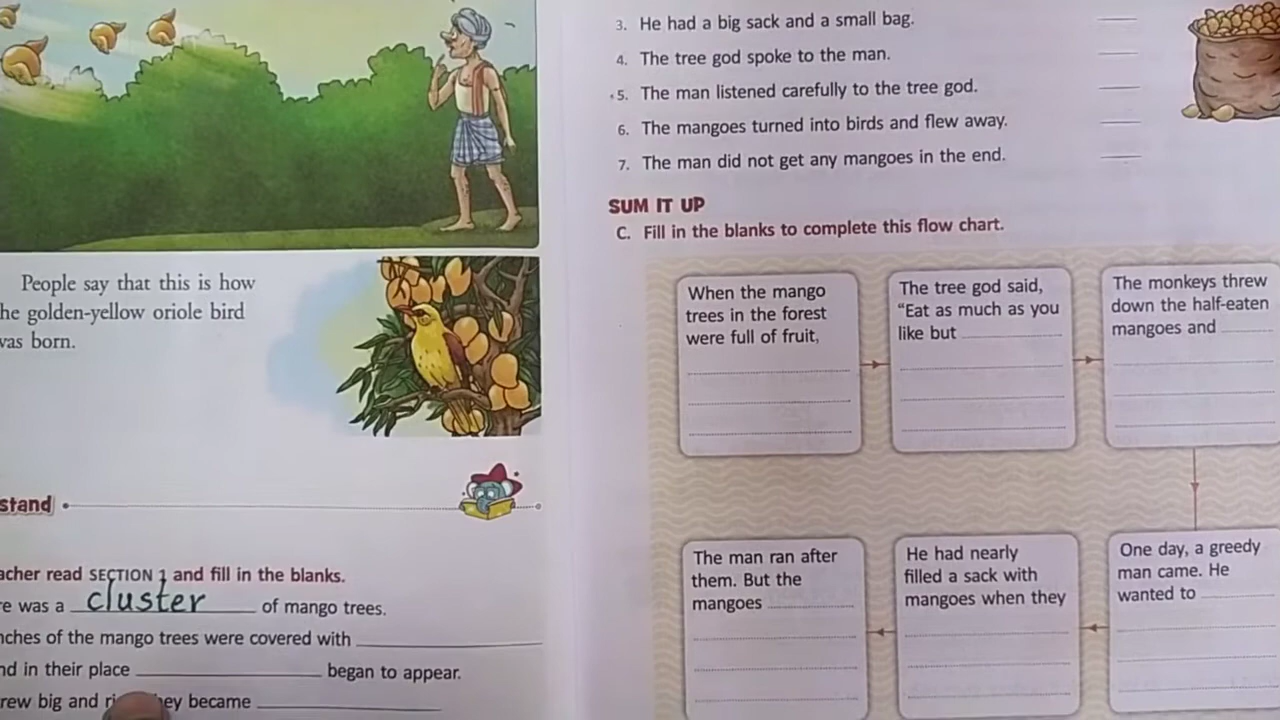 People say that this is how
he golden-yellow oriole bird
was born.
stand
acher read SECTION 1 and fill in the blanks.
re was a cluster of mango trees.
nches of the mango trees were covered with
nd in their place began to appear.
rew big and hey became
3. He had a big sack and a small bag.
4. The tree god spoke to the man.
5. The man listened carefully to the tree god.
6. The mangoes turned into birds and flew away.
7. The man did not get any mangoes in the end.
SUM IT UP
C. Fill in the blanks to complete this flow chart.
When the mango
trees in the forest
were full of fruit,
The tree god said,
“Eat as much as you
like but
The monkeys threw
down the half-eaten
mangoes and
One day, a greedy
man came. He
wanted to
He had nearly
filled a sack with
mangoes when they
The man ran after
them. But the
mangoes